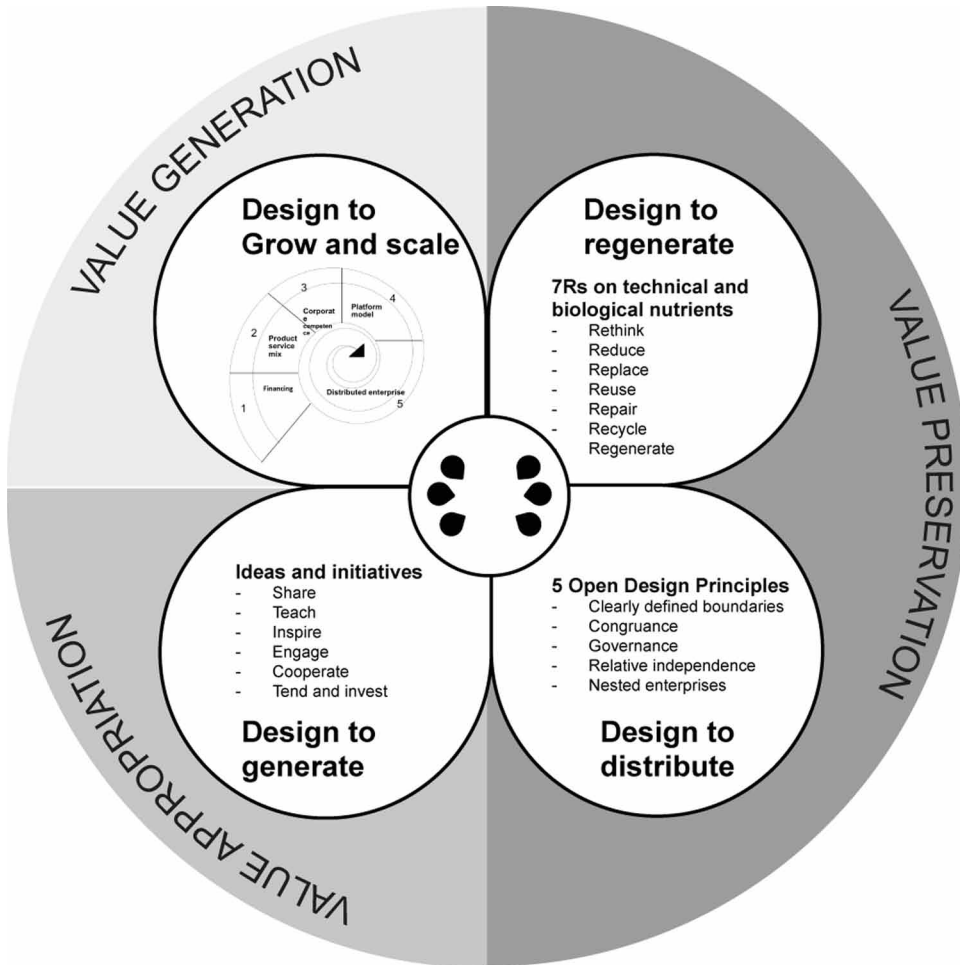 VALUE GENERATION
Design to
Grow and scale
3
Corporat
e
competen
ce
Platform
model
4
2
Product
service
mix
Financing
1
Distributed enterprise
5
Design to
regenerate
7Rs on technical and
biological nutrients
- Rethink
- Reduce
- Replace
- Reuse
- Repair
- Recycle
Regenerate
VALUE PRESERVATION
Ideas and initiatives
- Share
- Teach
- Inspire
- Engage
- Cooperate
- Tend and invest
Design to
generate
VALUE APPROPRIATION
5 Open Design Principles
- Clearly defined boundaries
- Congruance
- Governance
- Relative independence
- Nested enterprises
Design to
distribute